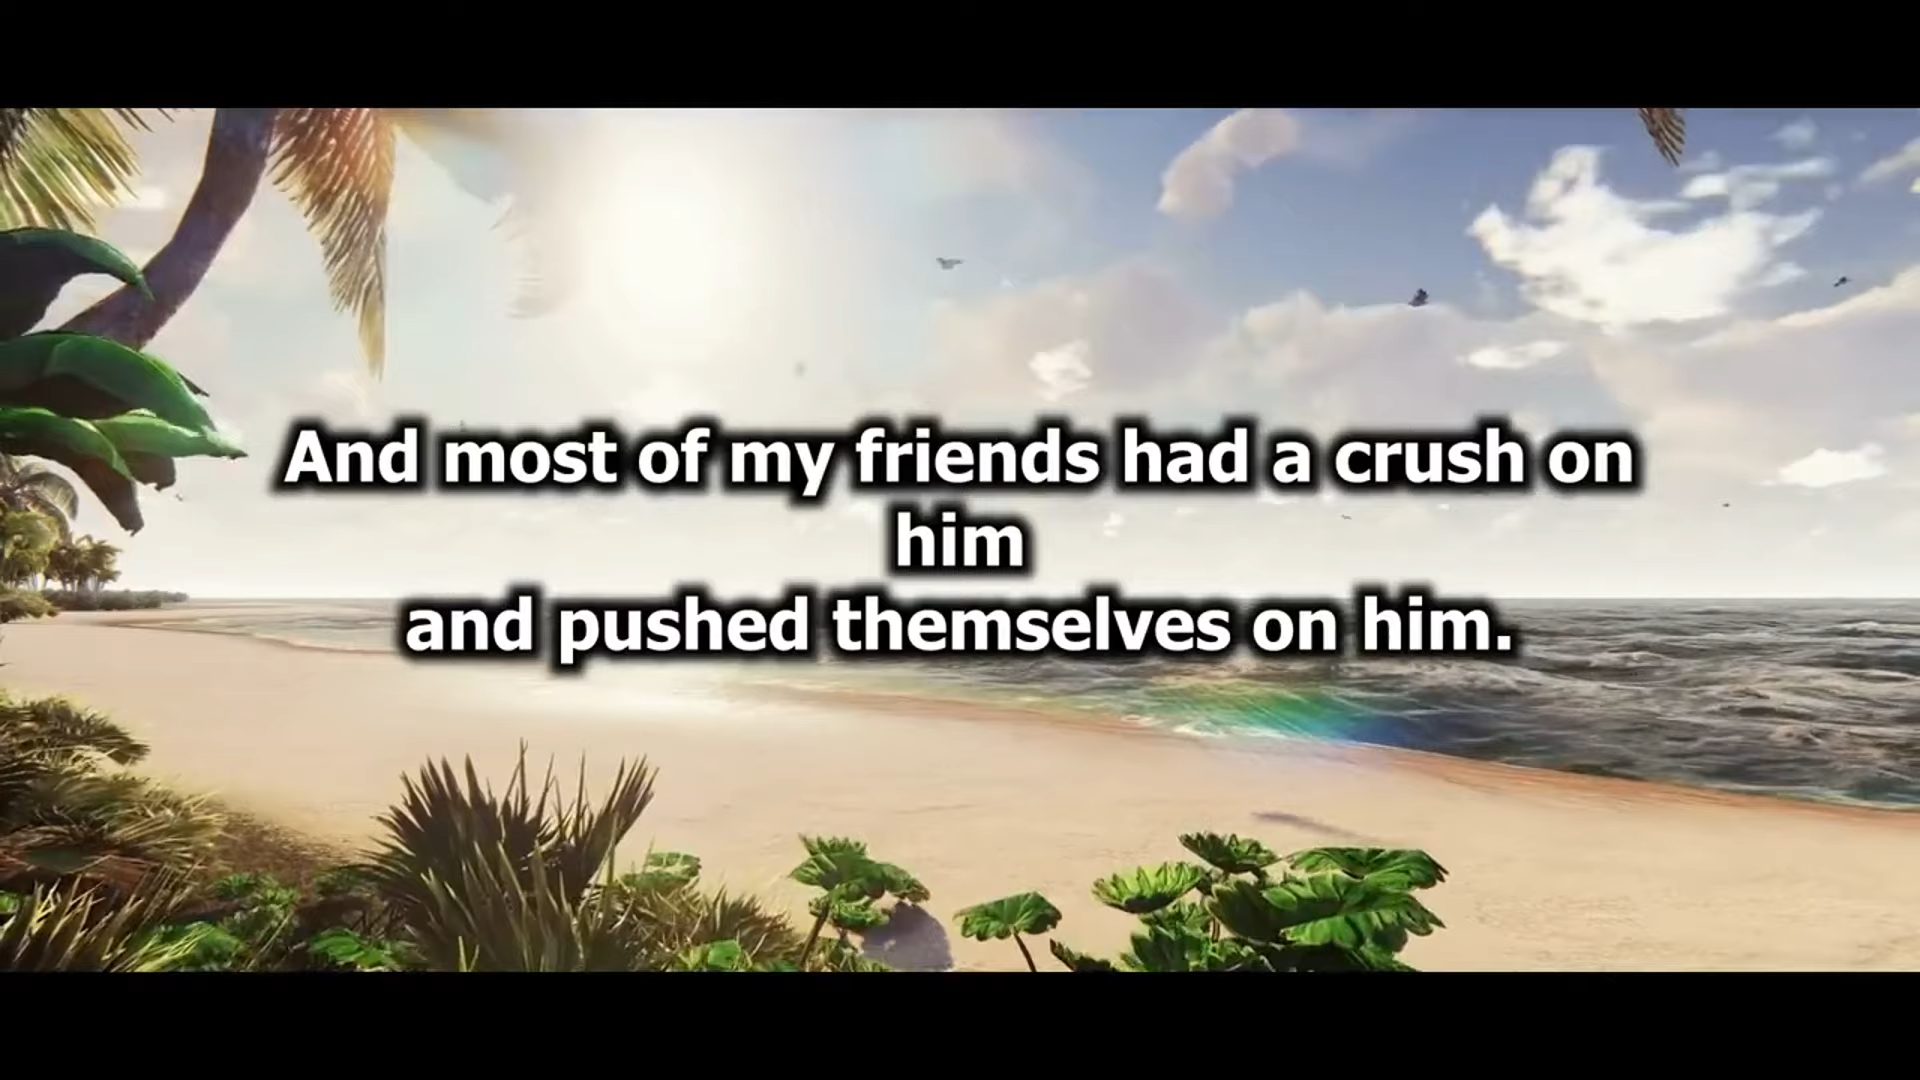 And most of my friends had a crush on
him
and pushed themselves on him.